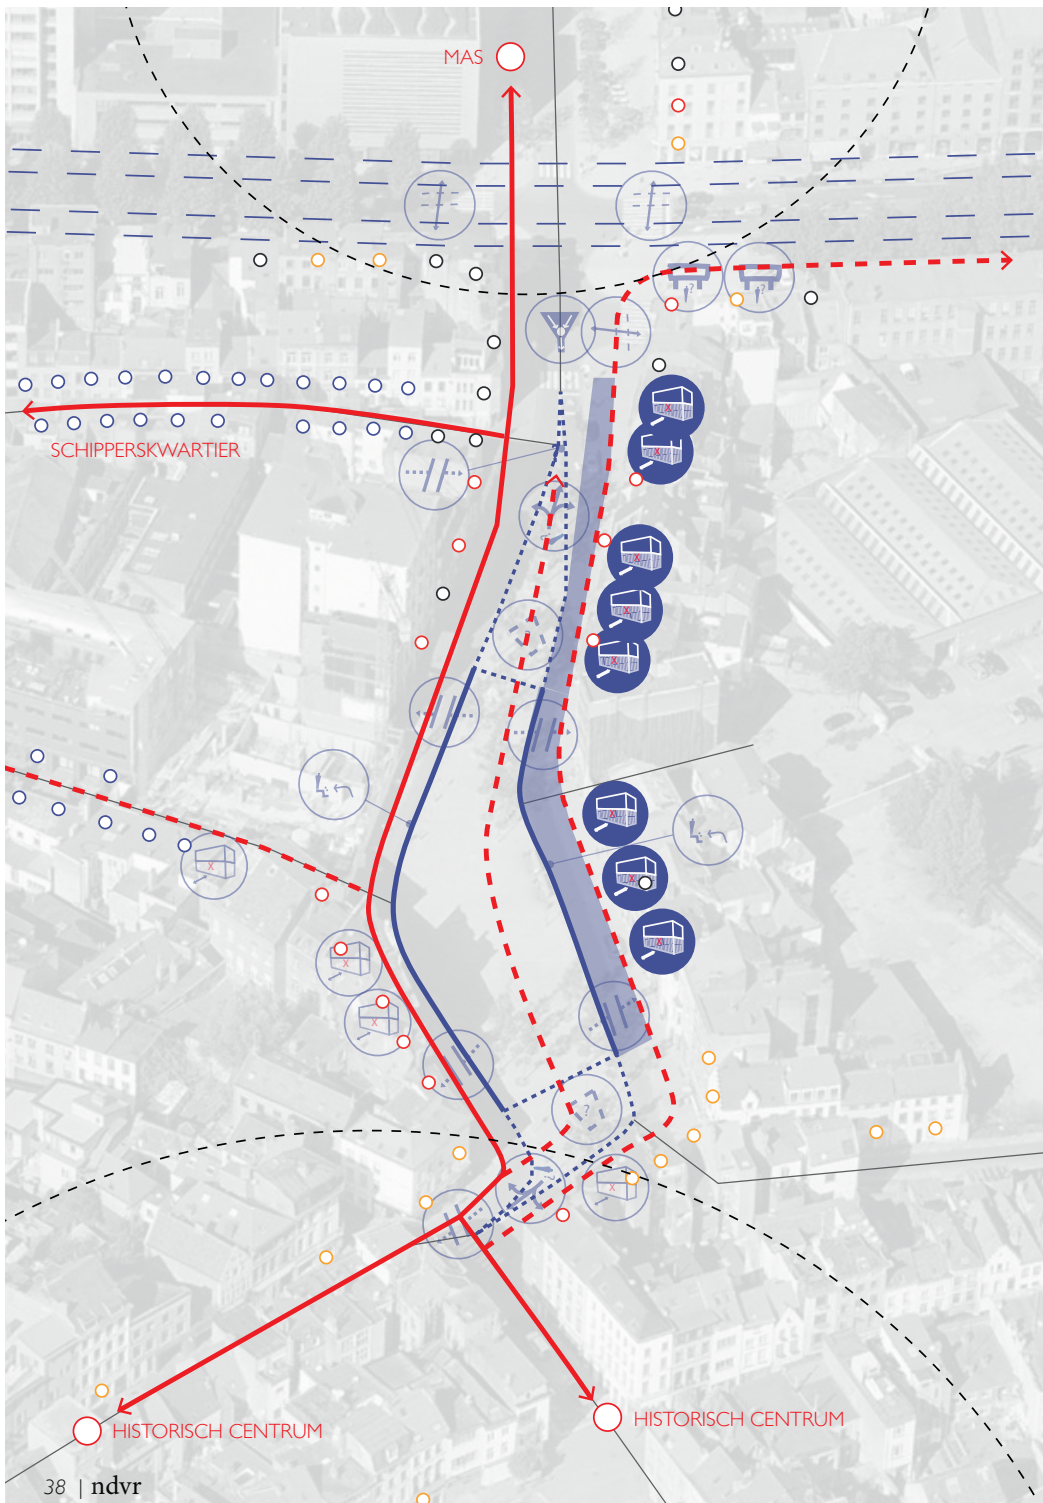 MAS
SCHIPPERSKWARTIER
HISTORISCH CENTRUM
HISTORISCH CENTRUM
38 | ndvr